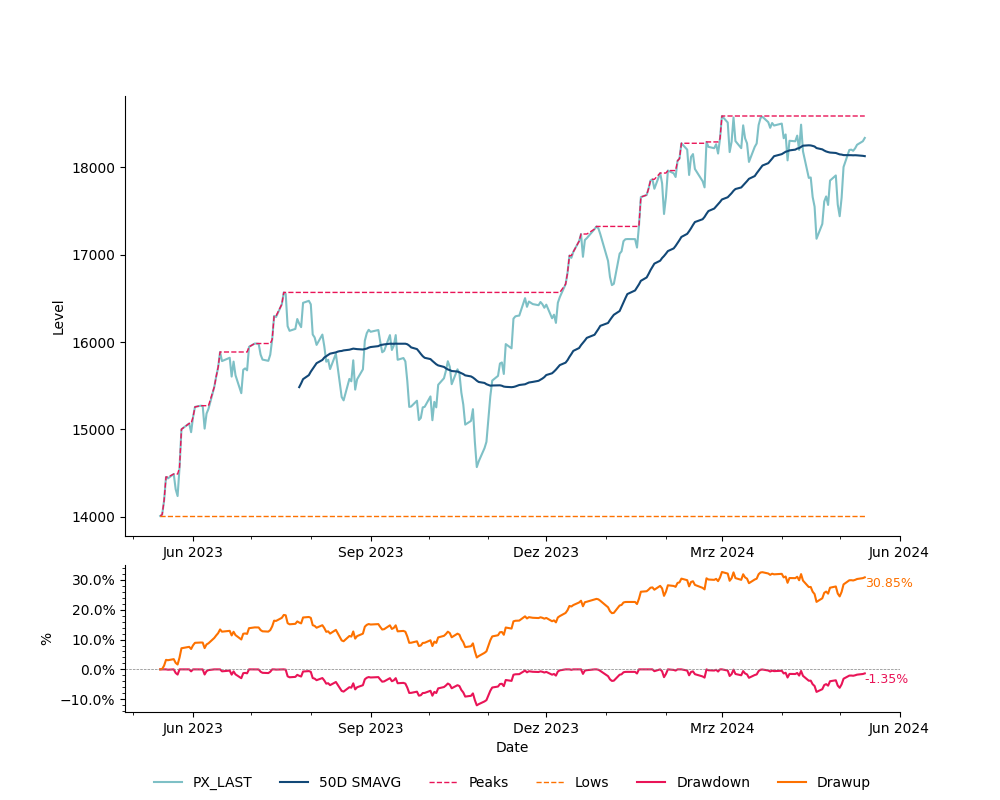 18000
17000
16000
15000
14000
Level
Jun 2023 Sep 2023 Dez 2023 Mrz 2024 Jun 2024
30.0%
20.0%
10.0%
0.0%
−10.0%
%
30.85%
-1.35%
Jun 2023 Sep 2023 Dez 2023 Mrz 2024 Jun 2024
Date
PX_LAST 50D SMAVG Peaks Lows Drawdown Drawup